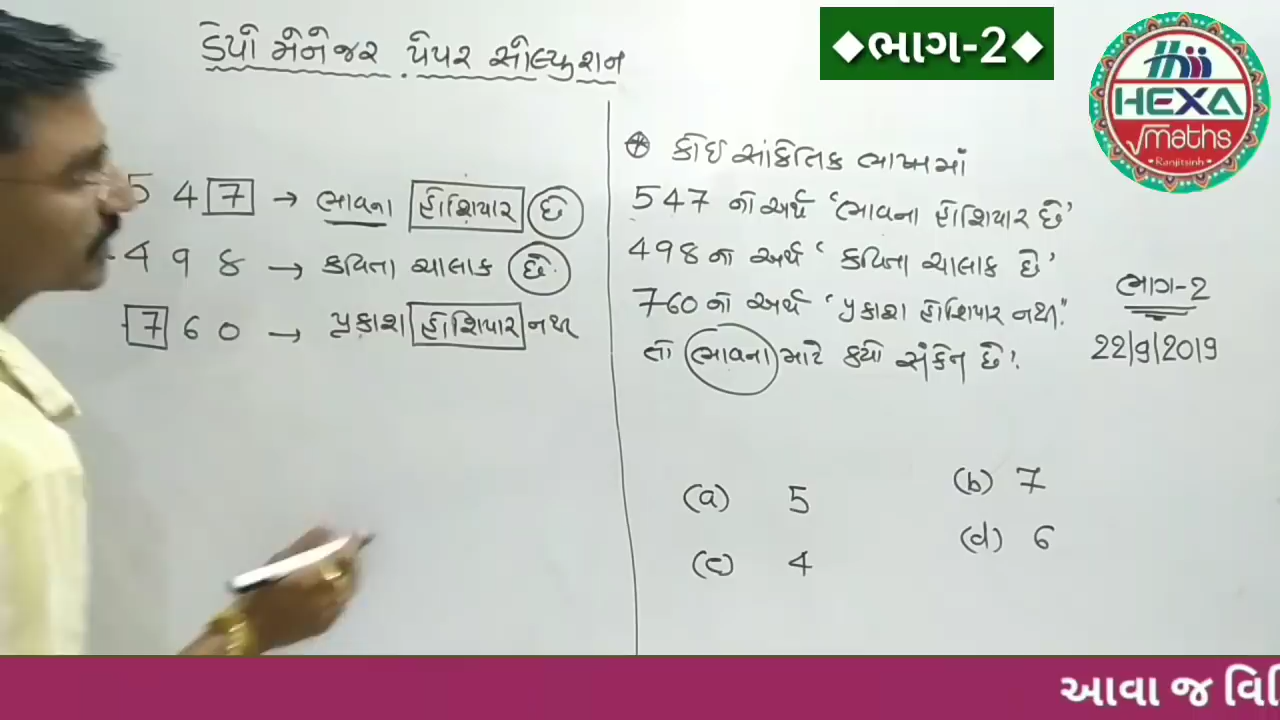 ડેપો મેનેજર પેપર સોલ્યુશન
◆ભાગ-2◆
HEXA
maths
Ranjitsinh
5 4 7 → ભાવના હોંશિયાર છે
4 9 8 → કવિતા ચાલાક છે
7 6 0 → પ્રકાશ હોંશિયાર નથી
કોઈ સાંકેતિક ભાષામાં
547 નો અર્થ 'ભાવના હોંશિયાર છે'
498 નો અર્થ 'કવિતા ચાલાક છે'
760 નો અર્થ 'પ્રકાશ હોંશિયાર નથી'
તો ભાવના માટે કયો સંકેત છે?
ભાગ-2
22/9/2019
(a) 5
(b) 7
(c) 4
(d) 6
આવા જ